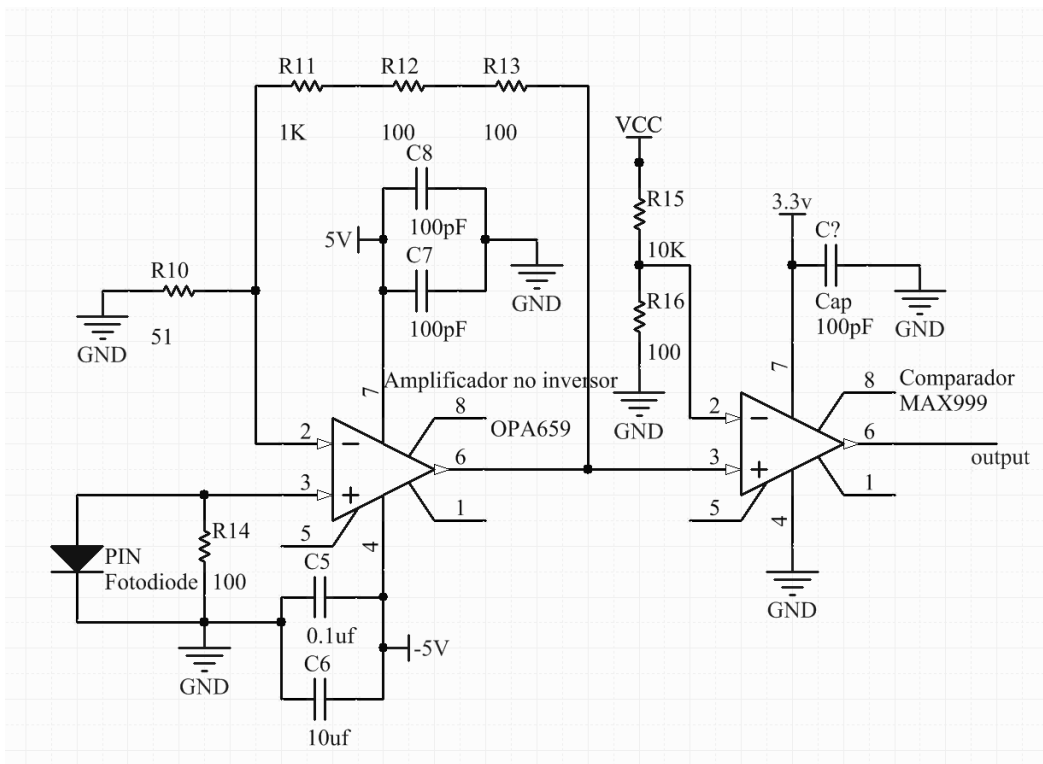 R11 R12 R13
1K 100 100
C8
100pF
5V
C7
100pF
GND
R10
51
GND
VCC
R15
10K
R16
100
GND
3.3v
C?
Cap
100pF
GND
7
Amplificador no inversor
8
OPA659
2
−
6
3
+
1
5
4
7
8
Comparador
MAX999
2
−
6
output
3
+
1
5
4
GND
PIN
Fotodiode
R14
100
GND
C5
0.1uf
-5V
C6
10uf